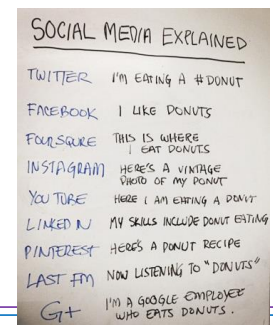 SOCIAL MEDIA EXPLAINED
TWITTER I'M EATING A #DONUT
FACEBOOK I LIKE DONUTS
FOURSQURE THIS IS WHERE
I EAT DONUTS
INSTAGRAM HERE'S A VINTAGE
PHOTO OF MY DONUT
YOU TUBE HERE I AM EATING A DONUT
LINKED IN MY SKILLS INCLUDE DONUT EATING
PINTEREST HERE'S A DONUT RECIPE
LAST FM NOW LISTENING TO "DONUTS"
G+ I'M A GOOGLE EMPLOYEE
WHO EATS DONUTS.